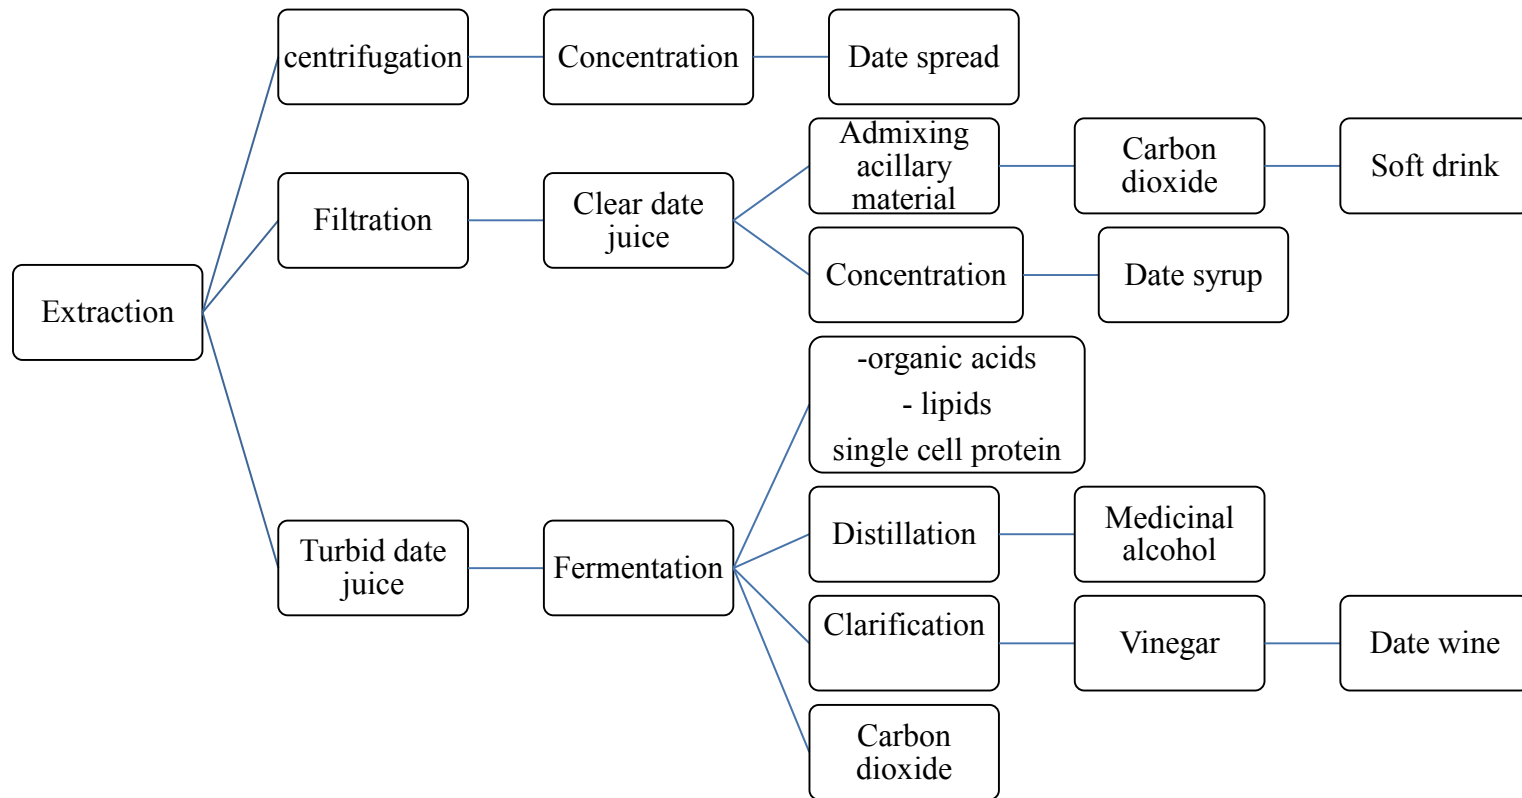 centrifugation
Concentration
Date spread
Admixing
acillary
material
Carbon
dioxide
Soft drink
Filtration
Clear date
juice
Concentration
Date syrup
Extraction
-organic acids
- lipids
single cell protein
Distillation
Medicinal
alcohol
Turbid date
juice
Fermentation
Clarification
Vinegar
Date wine
Carbon
dioxide